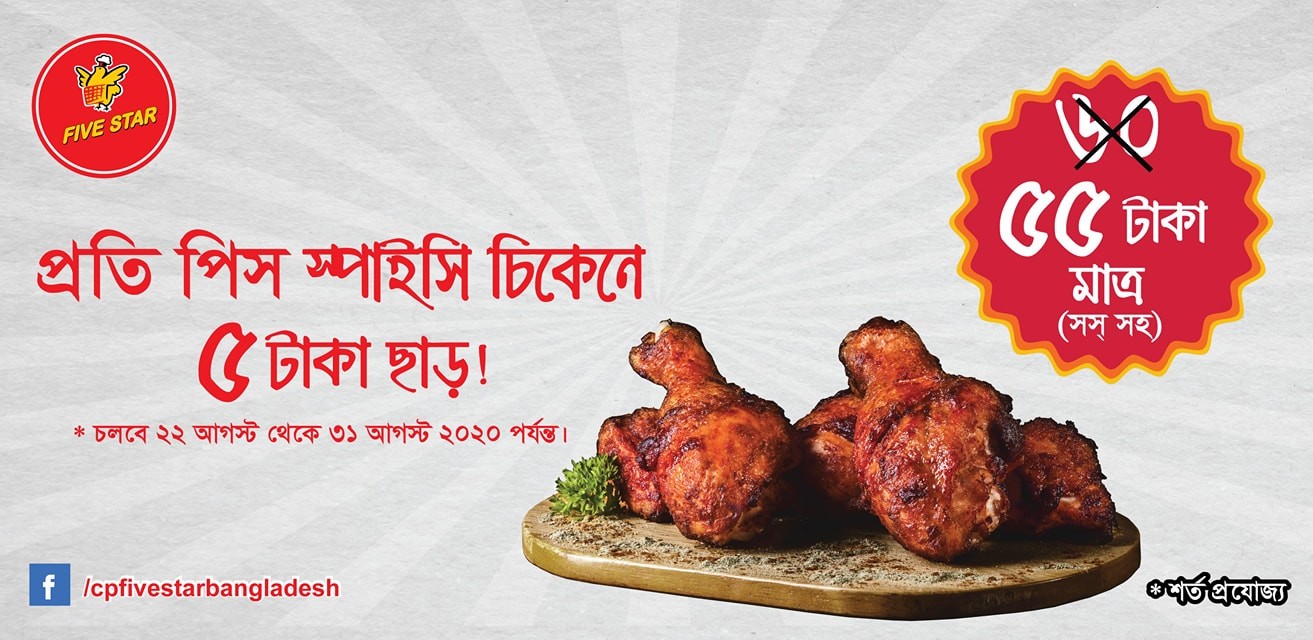 FIVE STAR
প্রতি পিস স্পাইসি চিকেনে
৫ টাকা ছাড়!
* চলবে ২২ আগস্ট থেকে ৩১ আগস্ট ২০২০ পর্যন্ত।
৬০
৫৫ টাকা
মাত্র
(সস্ সহ)
f /cpfivestarbangladesh
* শর্ত প্রযোজ্য